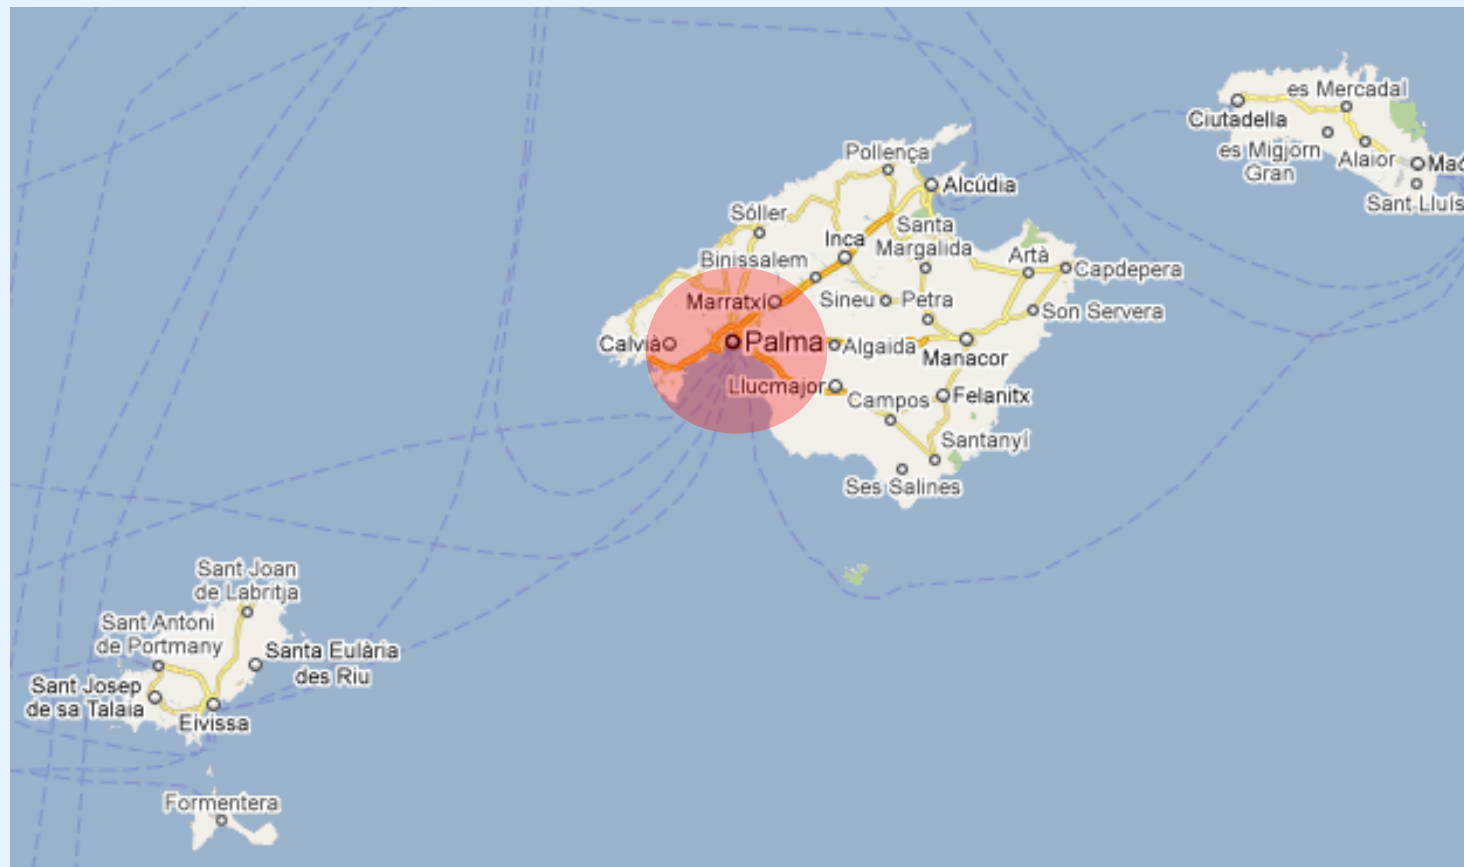 es Mercadal
Ciutadella
es Migjorn
Gran
Alaior
Maó
Sant Lluís
Pollença
Alcúdia
Sóller
Santa
Margalida
Inca
Binissalem
Artà
Capdepera
Marratxí
Sineu
Petra
Son Servera
Calvià
Palma
Algaida
Manacor
Llucmajor
Campos
Felanitx
Santanyí
Ses Salines
Sant Joan
de Labritja
Sant Antoni
de Portmany
Santa Eulària
des Riu
Sant Josep
de sa Talaia
Eivissa
Formentera